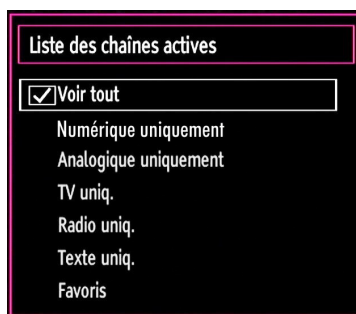 Liste des chaînes actives
Voir tout
Numérique uniquement
Analogique uniquement
TV uniq.
Radio uniq.
Texte uniq.
Favoris